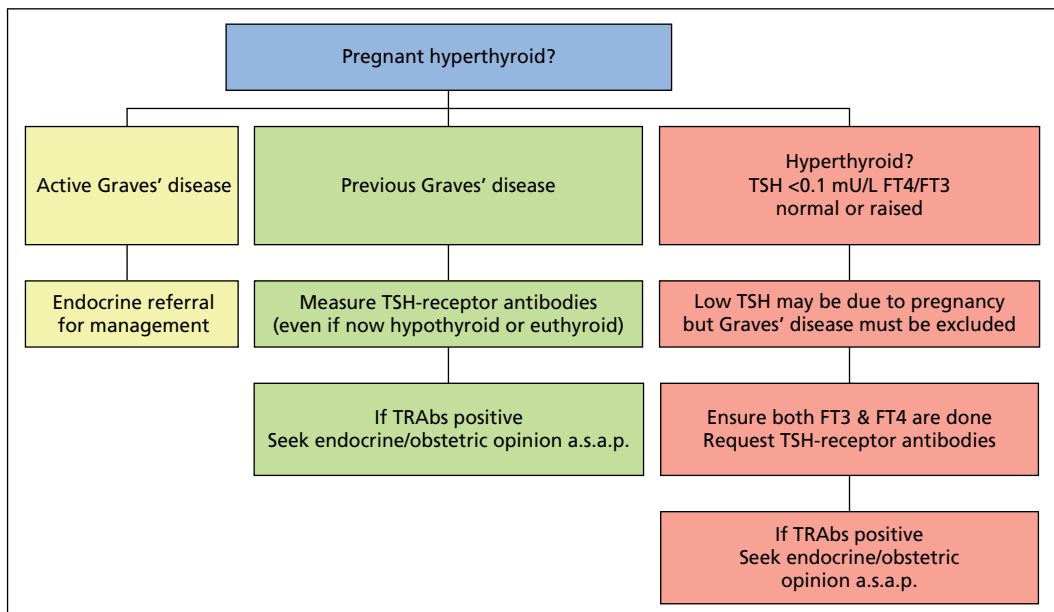 Pregnant hyperthyroid?
Active Graves’ disease
Endocrine referral
for management
Previous Graves’ disease
Measure TSH-receptor antibodies
(even if now hypothyroid or euthyroid)
If TRAbs positive
Seek endocrine/obstetric opinion a.s.a.p.
Hyperthyroid?
TSH <0.1 mU/L FT4/FT3
normal or raised
Low TSH may be due to pregnancy
but Graves’ disease must be excluded
Ensure both FT3 & FT4 are done
Request TSH-receptor antibodies
If TRAbs positive
Seek endocrine/obstetric
opinion a.s.a.p.